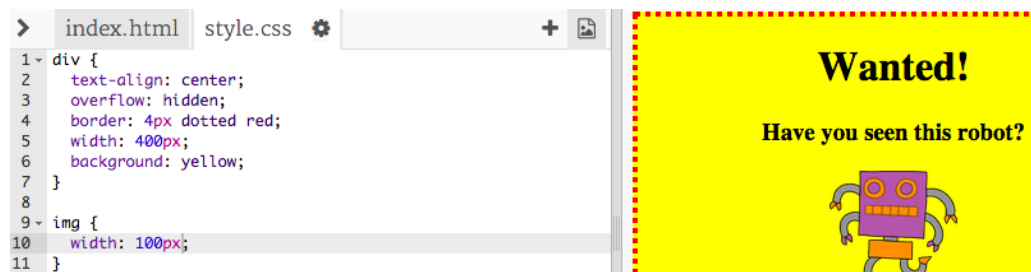 index.html style.css
1 div {
2 text-align: center;
3 overflow: hidden;
4 border: 4px dotted red;
5 width: 400px;
6 background: yellow;
7 }
8
9 img {
10 width: 100px;
11 }
Wanted!
Have you seen this robot?